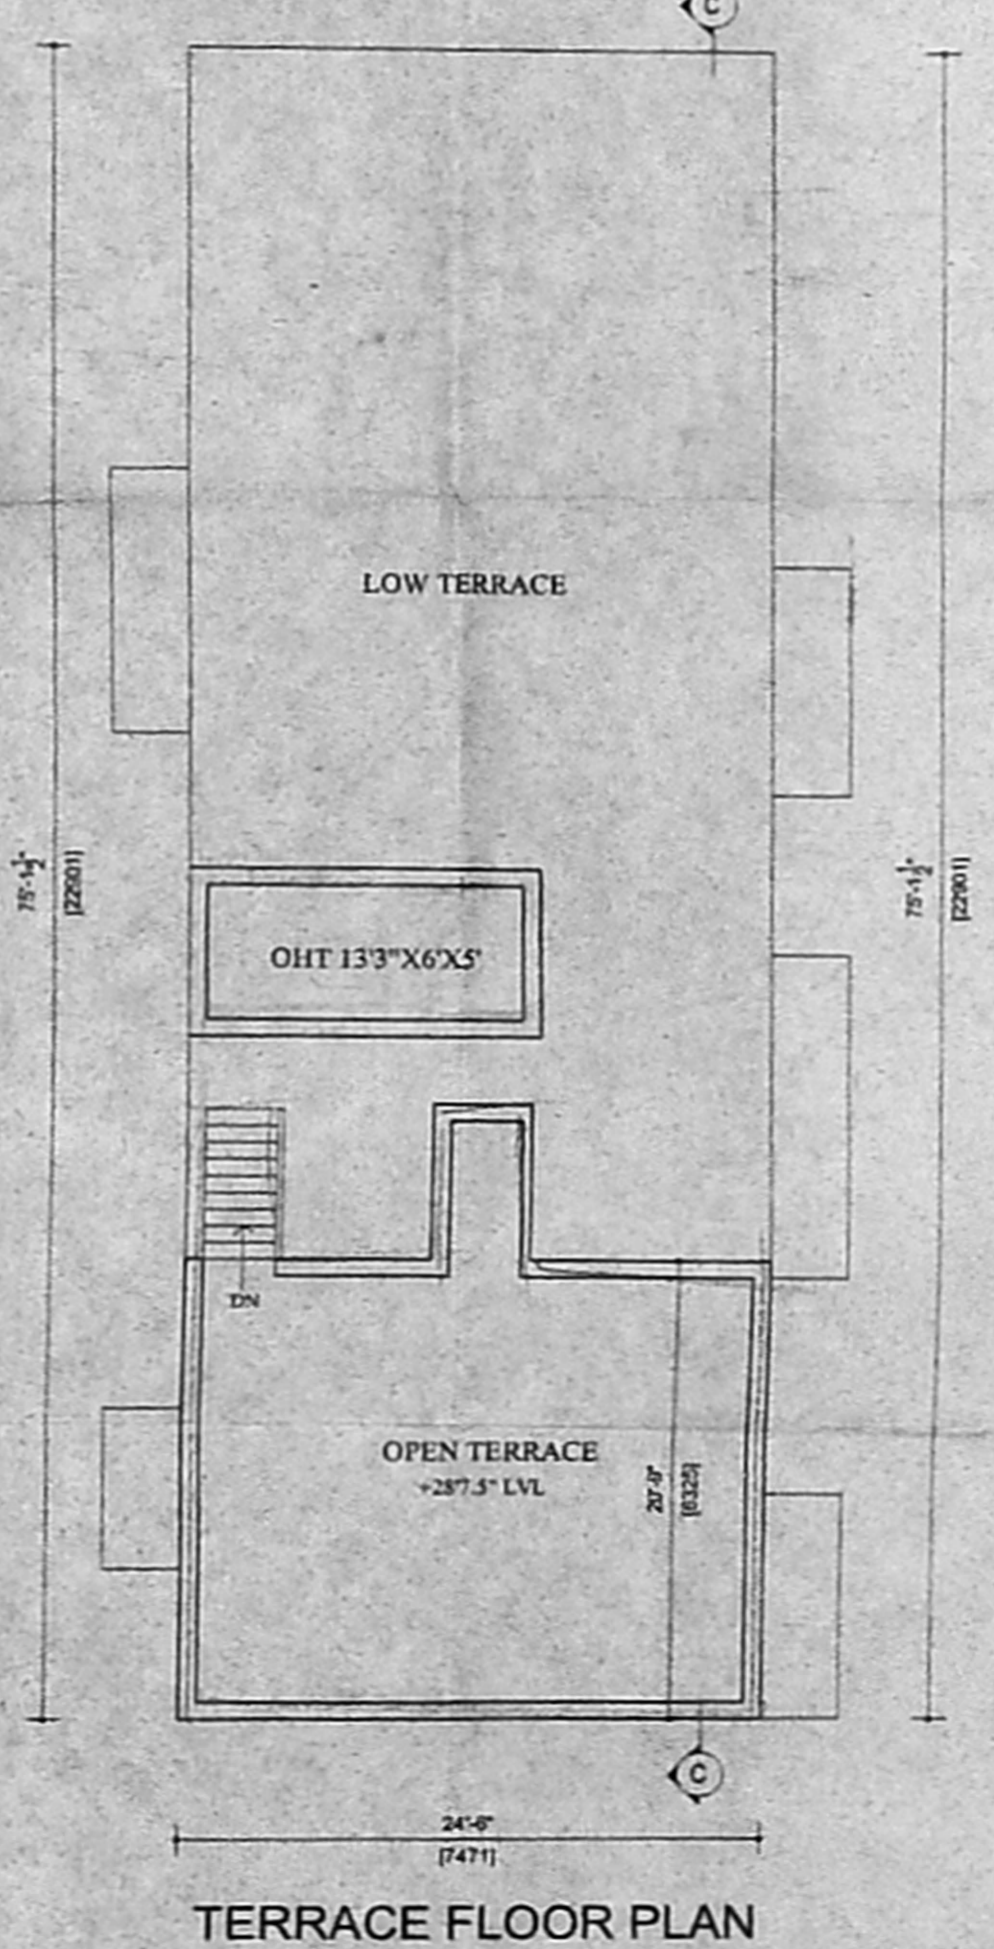 C
LOW TERRACE
75'-1½"
[22901]
75'-1½"
[22901]
OHT 13'3"X6'X5'
DN
OPEN TERRACE
+28'7.5" LVL
20'-9"
[6325]
C
24'-6"
[7471]
TERRACE FLOOR PLAN